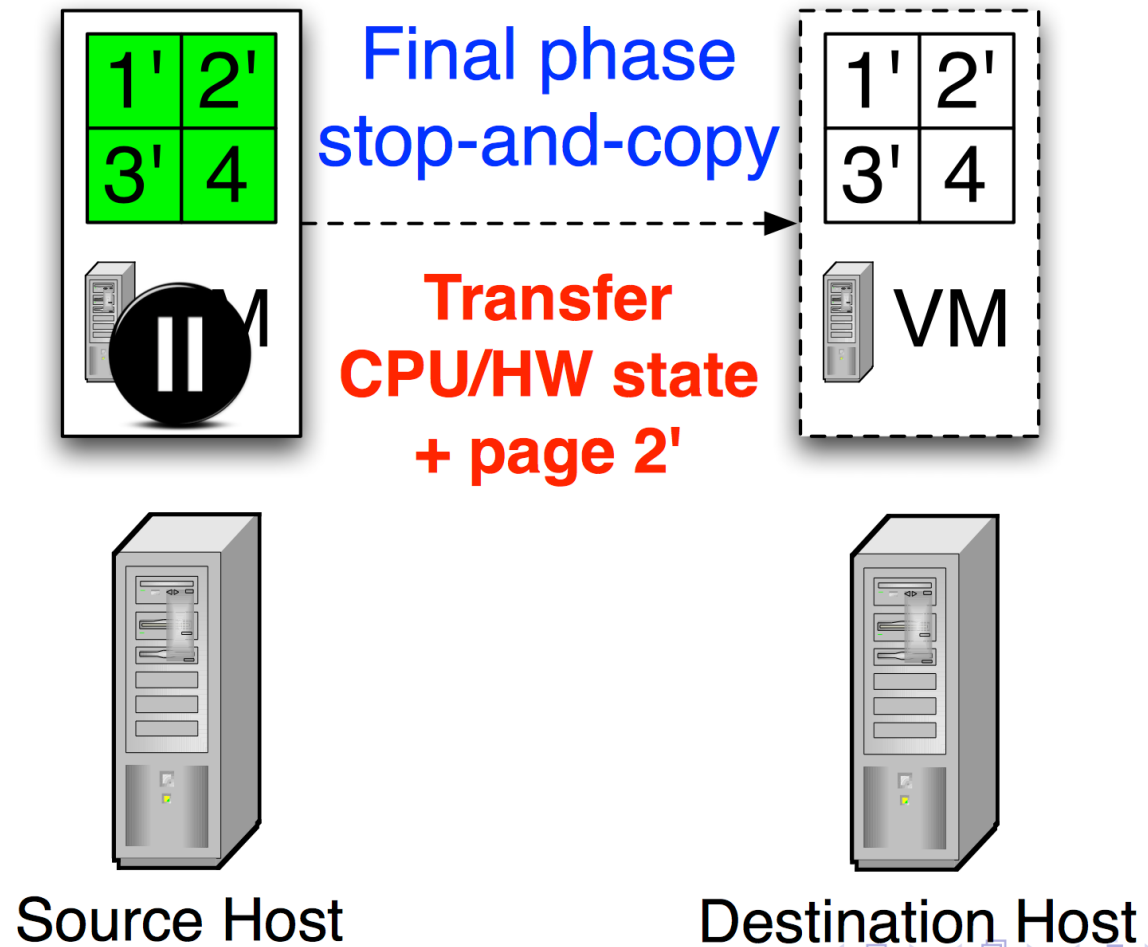 1' 2'
3' 4
M
Final phase
stop-and-copy
Transfer
CPU/HW state
+ page 2'
1' 2'
3' 4
VM
Source Host
Destination Host